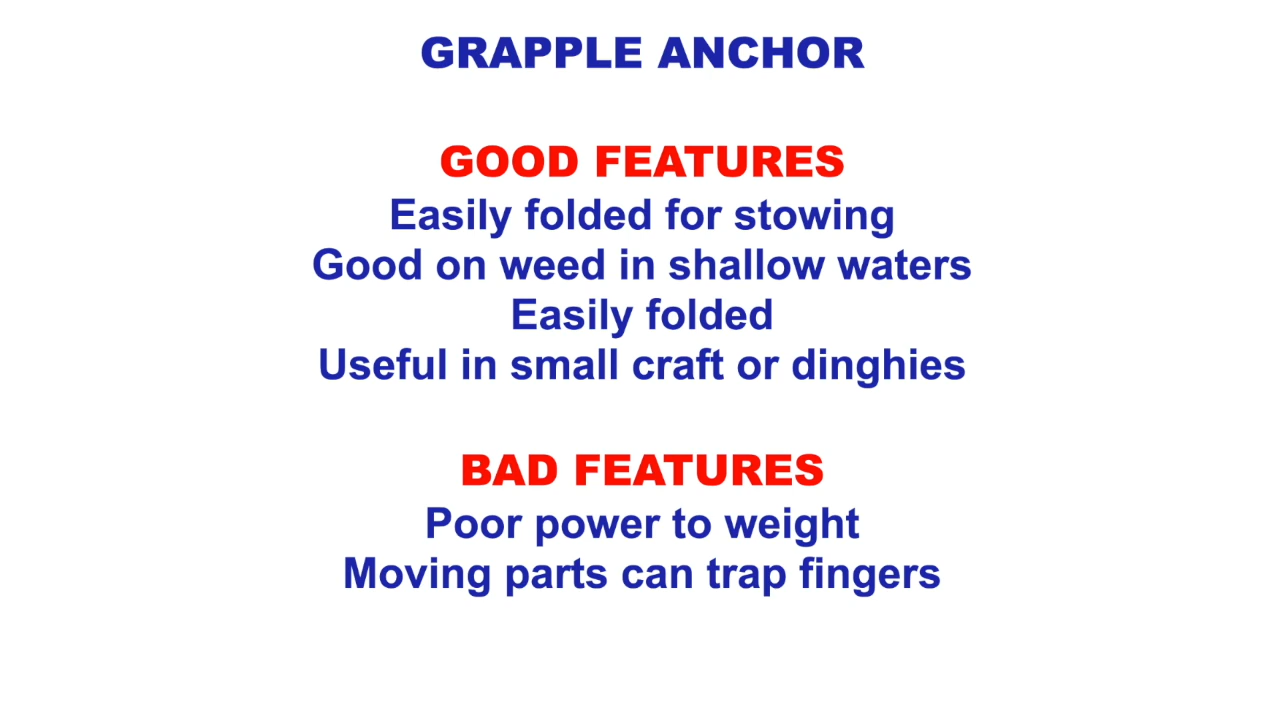 GRAPPLE ANCHOR
GOOD FEATURES
Easily folded for stowing
Good on weed in shallow waters
Easily folded
Useful in small craft or dinghies
BAD FEATURES
Poor power to weight
Moving parts can trap fingers